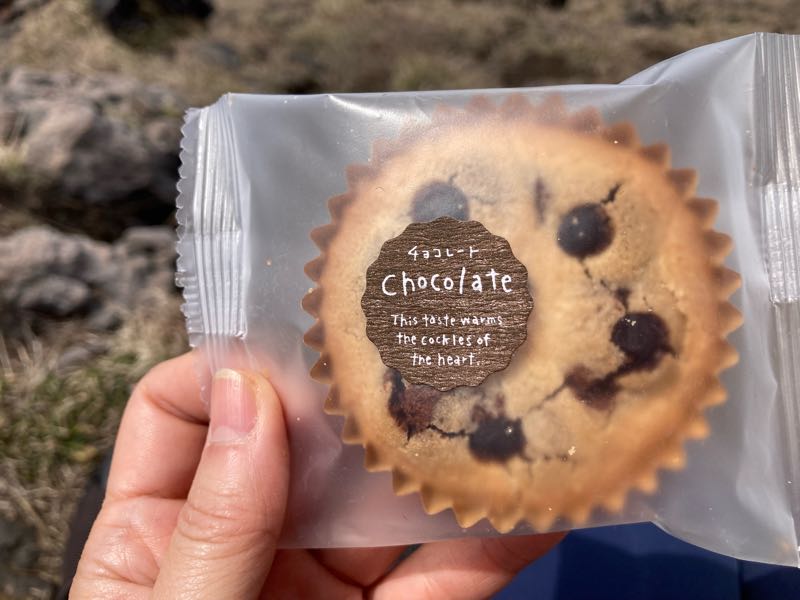 チョコレート
Chocolate
This taste warms
the cockles of
the heart.